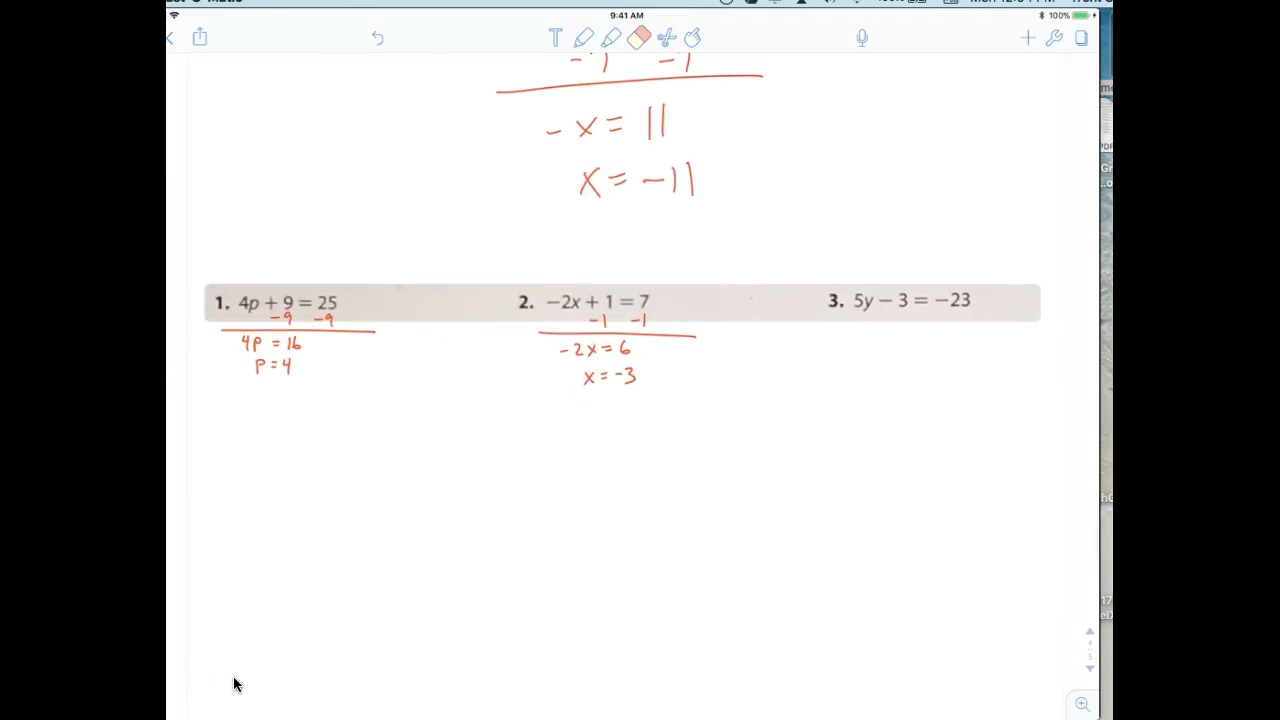 9:41 AM
100%
-1 -1
-x = 11
x = -11
1. 4p + 9 = 25 2. −2x + 1 = 7 3. 5y − 3 = −23
-9 -9 -1 -1
4p = 16 -2x = 6
p = 4 x = -3